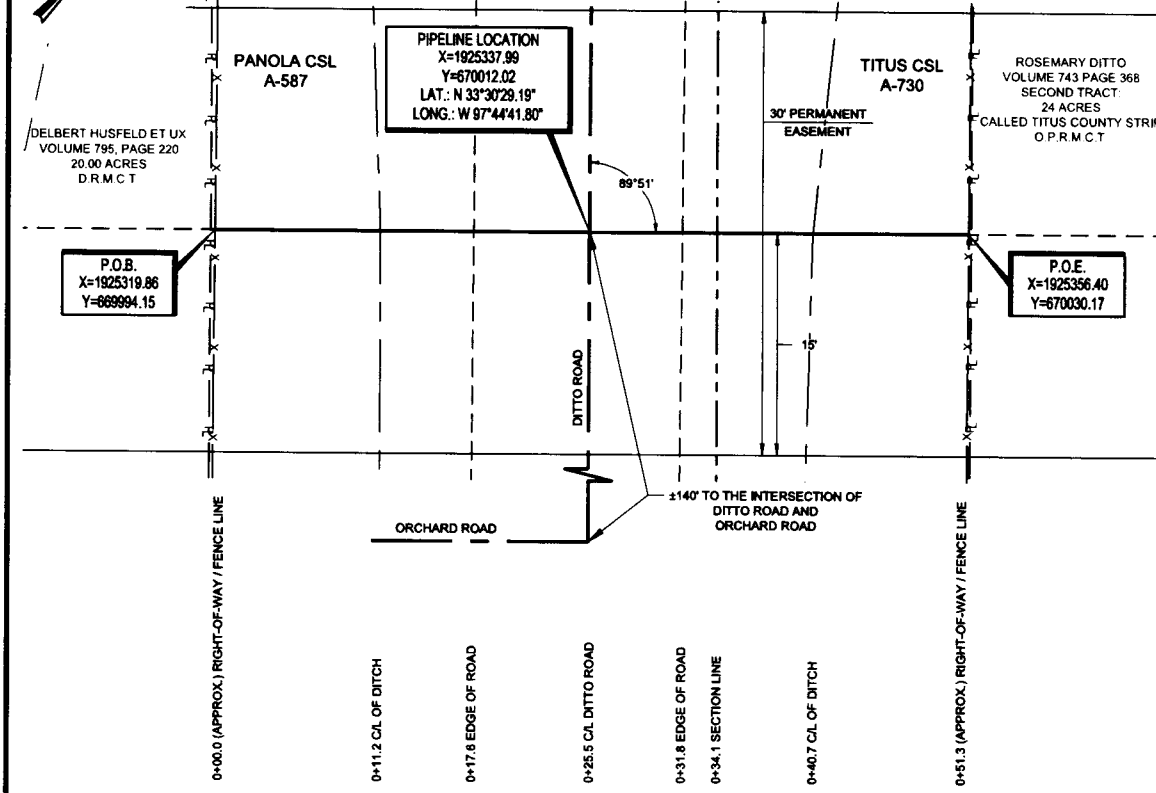 PANOLA CSL
A-587
PIPELINE LOCATION
X=1925337.99
Y=670012.02
LAT.: N 33°30'29.19"
LONG.: W 97°44'41.80"
TITUS CSL
A-730
ROSEMARY DITTO
VOLUME 743 PAGE 368
SECOND TRACT:
24 ACRES
CALLED TITUS COUNTY STRIP
O.P.R.M.C.T
DELBERT HUSFELD ET UX
VOLUME 795, PAGE 220
20.00 ACRES
D.R.M.C.T
30' PERMANENT
EASEMENT
89°51'
P.O.B.
X=1925319.86
Y=669994.15
P.O.E.
X=1925356.40
Y=670030.17
15'
DITTO ROAD
±140' TO THE INTERSECTION OF
DITTO ROAD AND
ORCHARD ROAD
ORCHARD ROAD
0+00.0 (APPROX.) RIGHT-OF-WAY / FENCE LINE
0+11.2 C/L OF DITCH
0+17.6 EDGE OF ROAD
0+25.5 C/L DITTO ROAD
0+31.8 EDGE OF ROAD
0+34.1 SECTION LINE
0+40.7 C/L OF DITCH
0+51.3 (APPROX.) RIGHT-OF-WAY / FENCE LINE